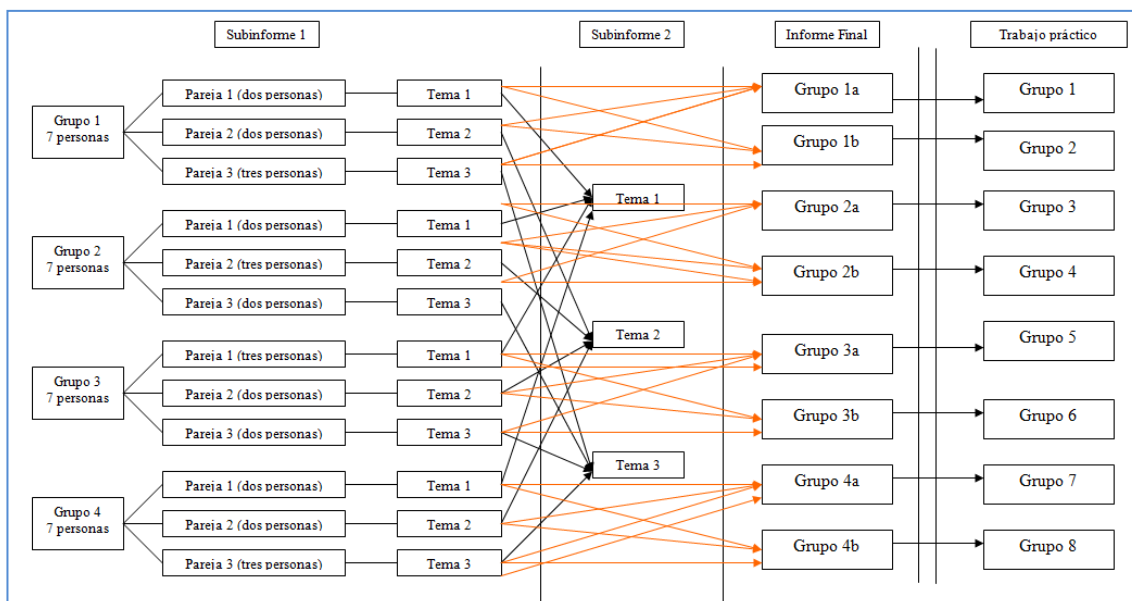 Subinforme 1
Subinforme 2
Informe Final
Trabajo práctico
Grupo 1
7 personas
Pareja 1 (dos personas)
Tema 1
Pareja 2 (dos personas)
Tema 2
Pareja 3 (tres personas)
Tema 3
Grupo 2
7 personas
Pareja 1 (dos personas)
Tema 1
Pareja 2 (tres personas)
Tema 2
Pareja 3 (dos personas)
Tema 3
Grupo 3
7 personas
Pareja 1 (tres personas)
Tema 1
Pareja 2 (dos personas)
Tema 2
Pareja 3 (dos personas)
Tema 3
Grupo 4
7 personas
Pareja 1 (dos personas)
Tema 1
Pareja 2 (dos personas)
Tema 2
Pareja 3 (tres personas)
Tema 3
Tema 1
Tema 2
Tema 3
Grupo 1a
Grupo 1b
Grupo 2a
Grupo 2b
Grupo 3a
Grupo 3b
Grupo 4a
Grupo 4b
Grupo 1
Grupo 2
Grupo 3
Grupo 4
Grupo 5
Grupo 6
Grupo 7
Grupo 8